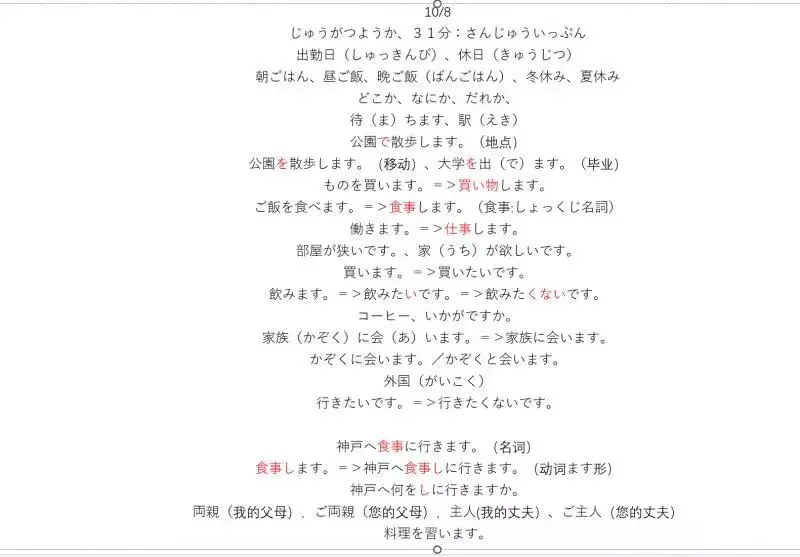 10/8
じゅうがつようか、３１分：さんじゅういっぷん
出勤日（しゅっきんび）、休日（きゅうじつ）
朝ごはん、昼ご飯、晩ご飯（ばんごはん）、冬休み、夏休み
どこか、なにか、だれか、
待（ま）ちます、駅（えき）
公園で散歩します。（地点）
公園を散歩します。（移动）、大学を出（で）ます。（毕业）
ものを買います。＝＞買い物します。
ご飯を食べます。＝＞食事します。（食事:しょっくじ名詞）
働きます。＝＞仕事します。
部屋が狭いです。、家（うち）が欲しいです。
買います。＝＞買いたいです。
飲みます。＝＞飲みたいです。＝＞飲みたくないです。
コーヒー、いかがですか。
家族（かぞく）に会（あ）います。＝＞家族に会います。
かぞくに会います。／かぞくと会います。
外国（がいこく）
行きたいです。＝＞行きたくないです。
神戸へ食事に行きます。（名词）
食事します。＝＞神戸へ食事しに行きます。（动词ます形）
神戸へ何をしに行きますか。
両親（我的父母）, ご両親（您的父母）, 主人(我的丈夫）、ご主人（您的丈夫）
料理を習います。